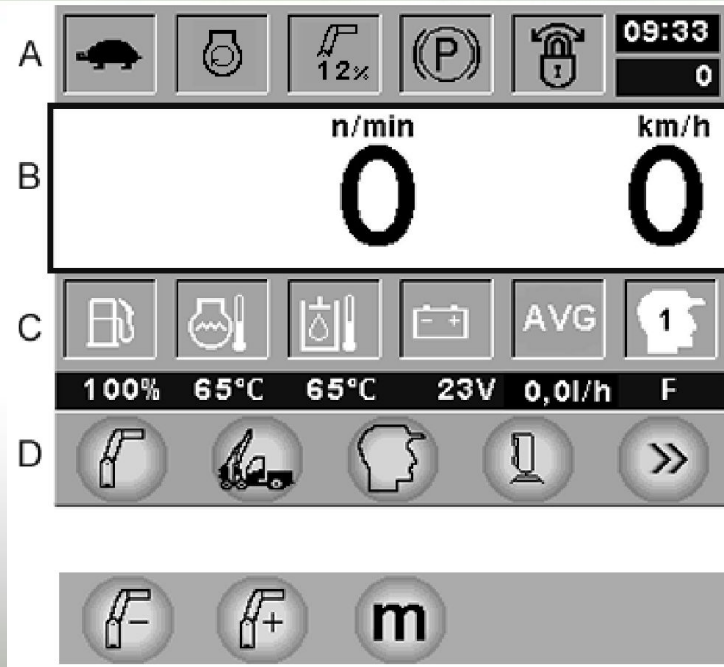 A
12%
(P)
09:33
0
B
n/min
km/h
0
0
C
- +
AVG
1
100% 65°C 65°C 23V 0,0l/h F
D
»
- + m